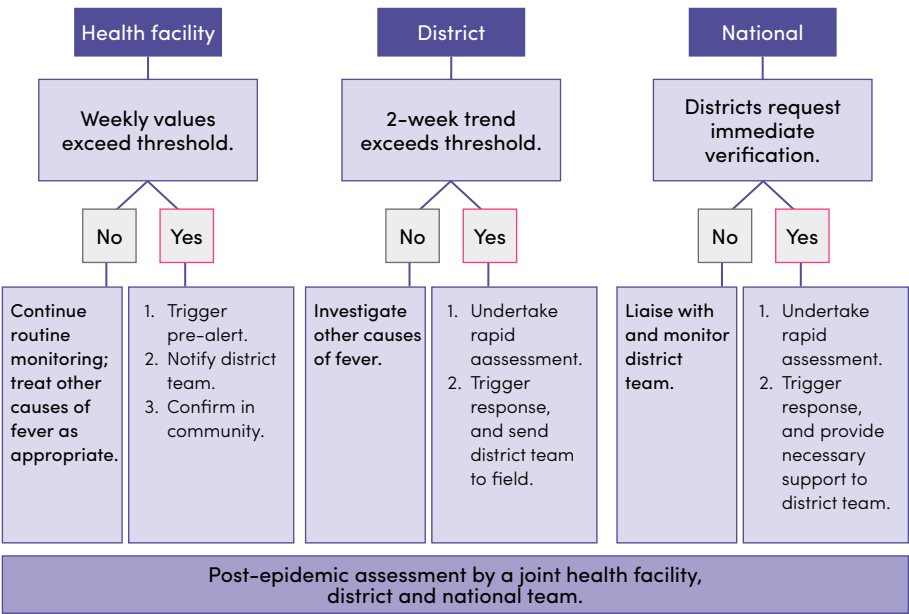 Health facility
Weekly values
exceed threshold.
No
Yes
Continue
routine
monitoring;
treat other
causes of
fever as
appropriate.
1. Trigger
pre-alert.
2. Notify district
team.
3. Confirm in
community.
District
2-week trend
exceeds threshold.
No
Yes
Investigate
other causes
of fever.
1. Undertake
rapid
aassessment.
2. Trigger
response,
and send
district team
to field.
National
Districts request
immediate
verification.
No
Yes
Liaise with
and monitor
district
team.
1. Undertake
rapid
assessment.
2. Trigger
response,
and provide
necessary
support to
district team.
Post-epidemic assessment by a joint health facility,
district and national team.